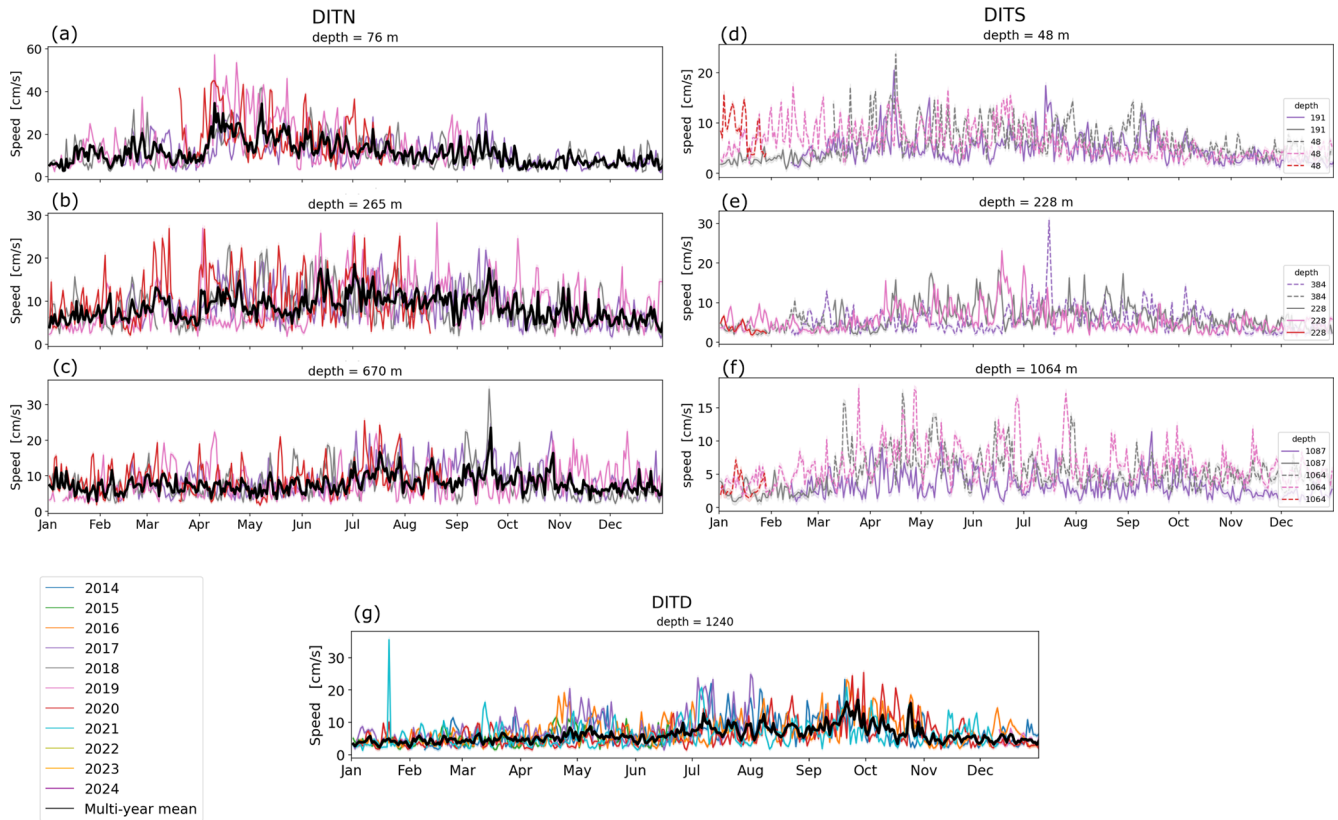 DITN
(a)
depth = 76 m
Speed [cm/s]
60
40
20
0
(b)
depth = 265 m
Speed [cm/s]
30
20
10
0
(c)
depth = 670 m
Speed [cm/s]
30
20
10
0
Jan Feb Mar Apr May Jun Jul Aug Sep Oct Nov Dec
DITS
(d)
depth = 48 m
Speed [cm/s]
20
10
0
depth
191
191
48
48
48
(e)
depth = 228 m
speed [cm/s]
30
20
10
0
depth
384
384
228
228
228
(f)
depth = 1064 m
Speed [cm/s]
15
10
5
0
depth
1087
1087
1064
1064
1064
Jan Feb Mar Apr May Jun Jul Aug Sep Oct Nov Dec
2014
2015
2016
2017
2018
2019
2020
2021
2022
2023
2024
Multi-year mean
DITD
(g)
depth = 1240
Speed [cm/s]
30
20
10
0
Jan Feb Mar Apr May Jun Jul Aug Sep Oct Nov Dec